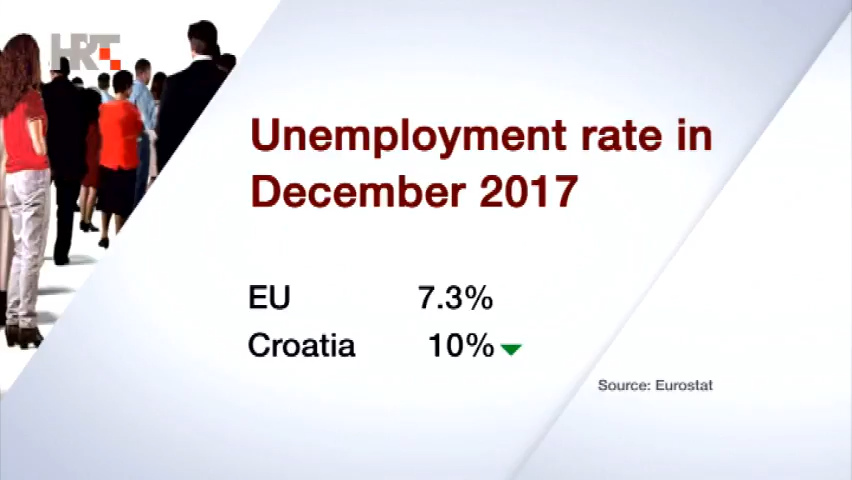 HRT
Unemployment rate in
December 2017
EU 7.3%
Croatia 10%
Source: Eurostat